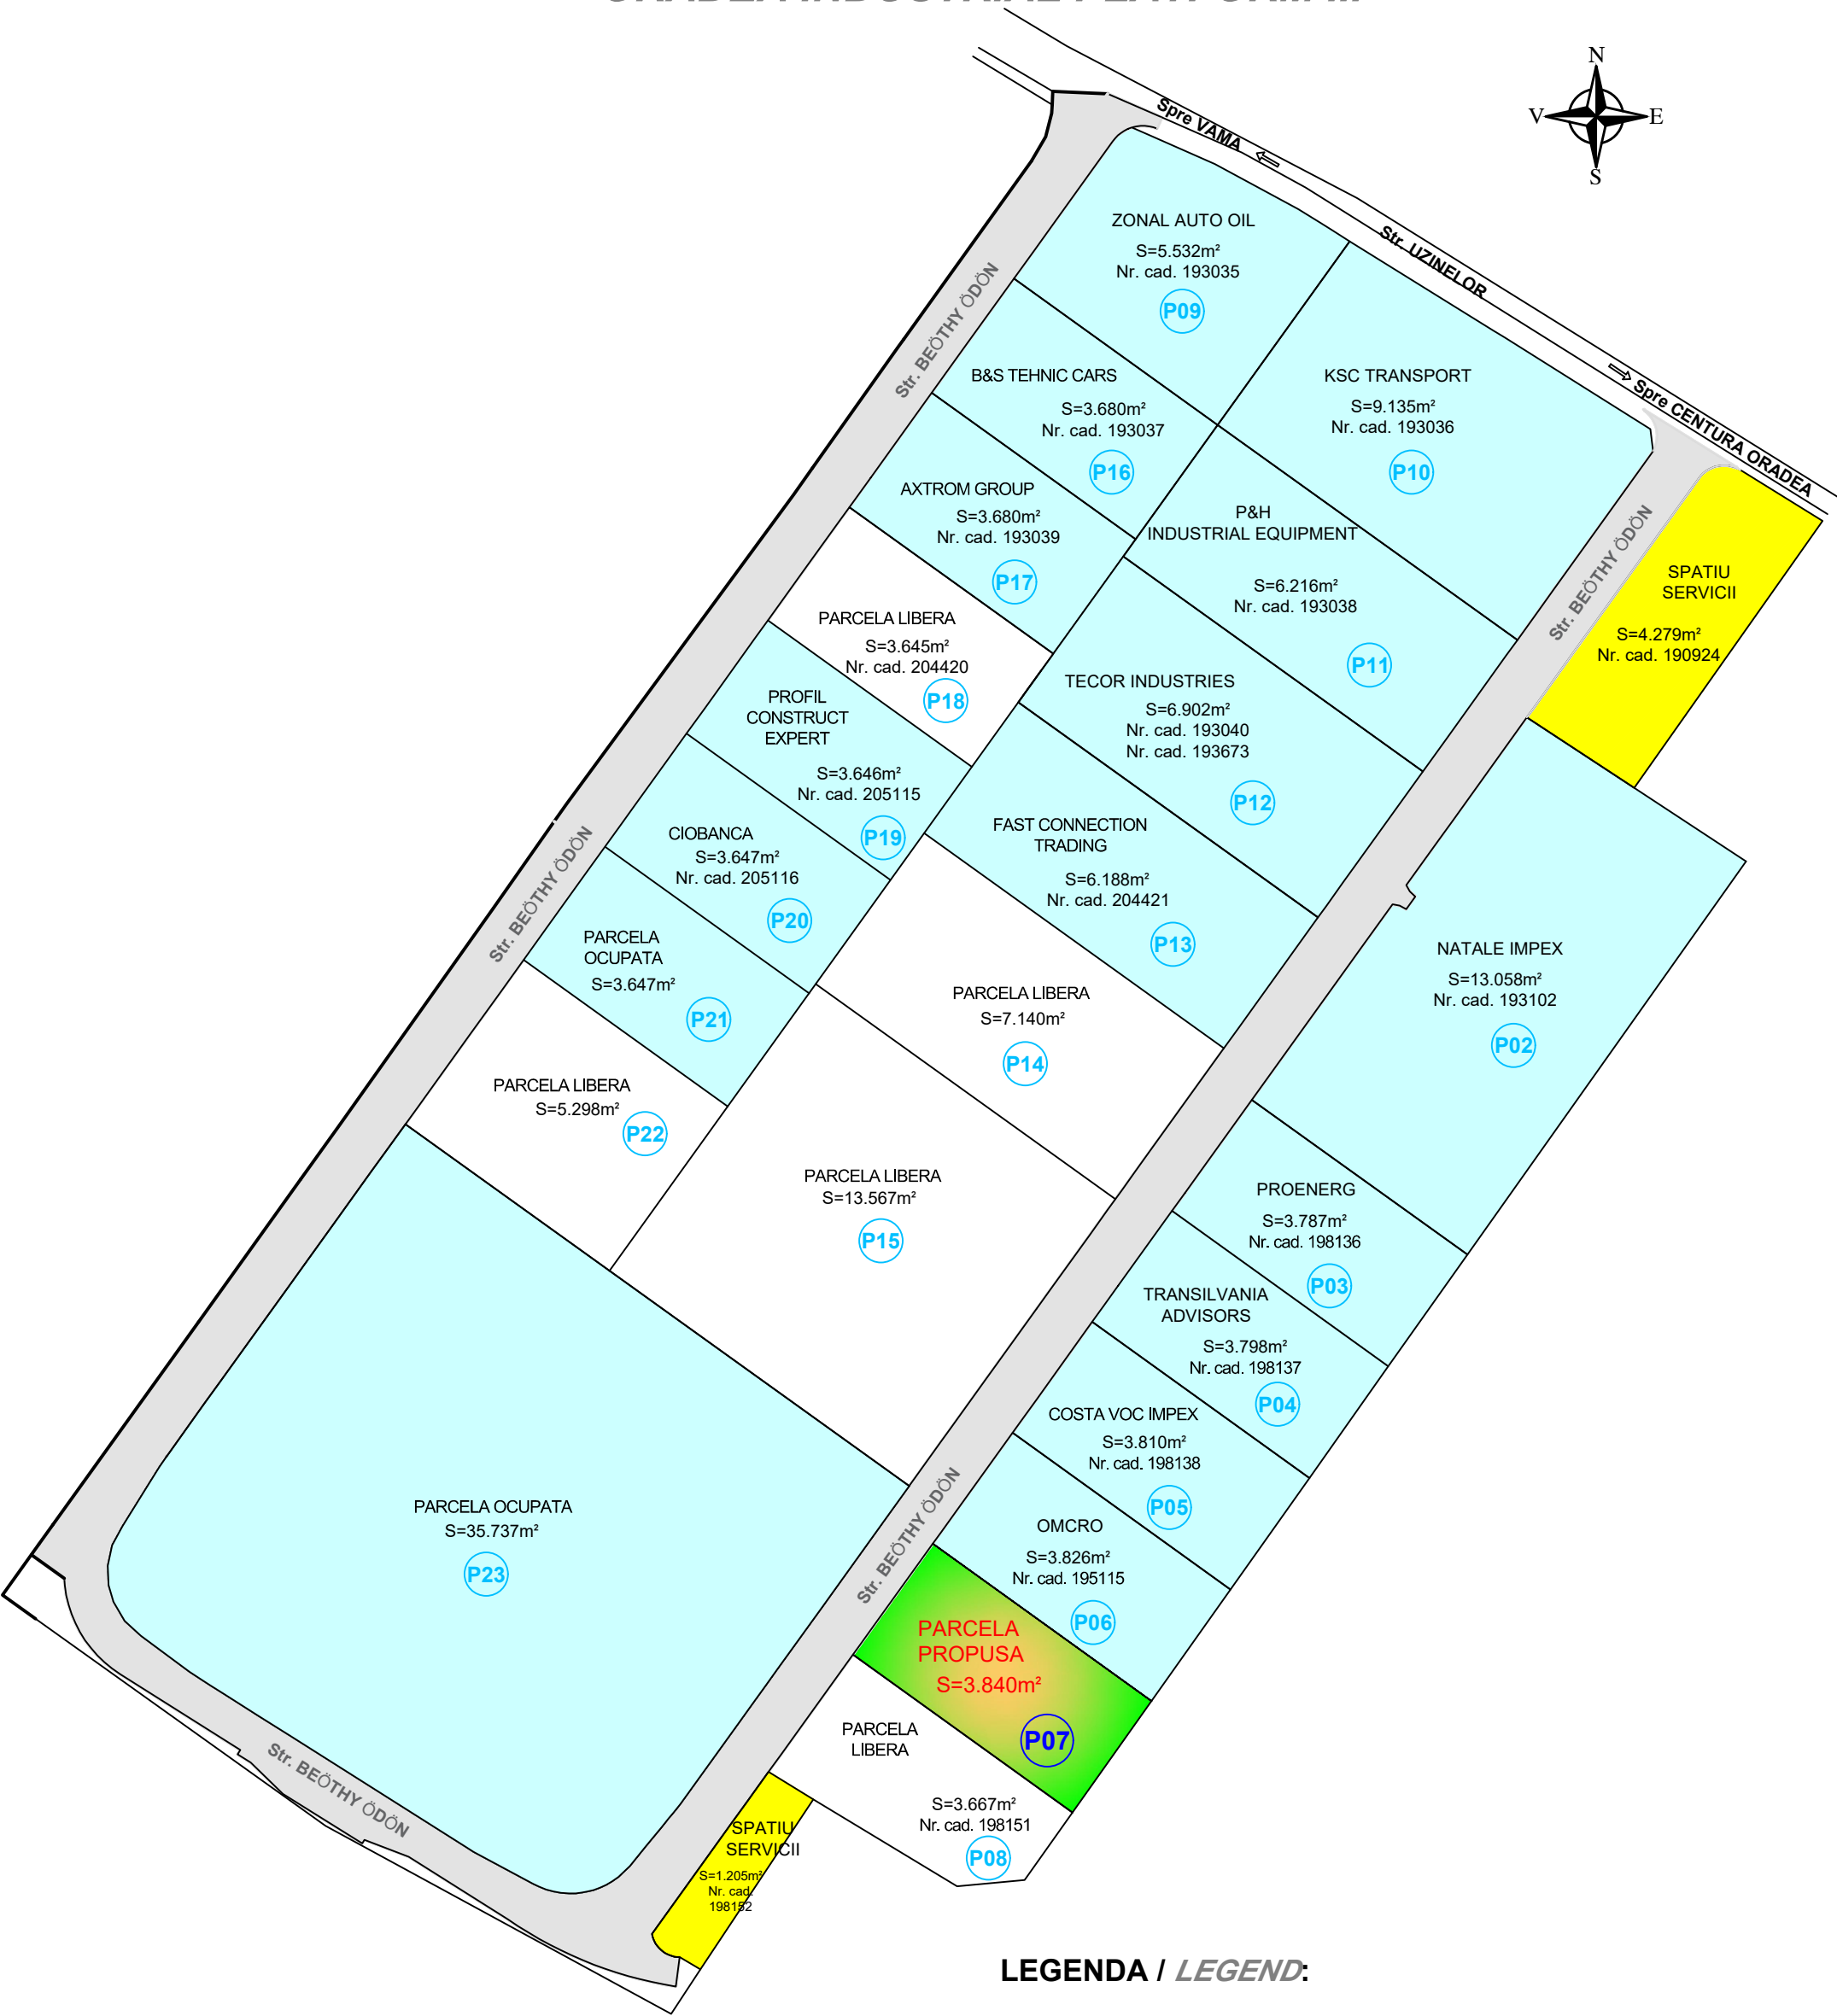 N
V
E
S
Spre VAMA
Str. UZINELOR
Spre CENTURA ORADEA
ZONAL AUTO OIL
S=5.532m²
Nr. cad. 193035
P09
Str. BEÖTHY ÖDÖN
B&S TEHNIC CARS
S=3.680m²
Nr. cad. 193037
P16
KSC TRANSPORT
S=9.135m²
Nr. cad. 193036
P10
AXTROM GROUP
S=3.680m²
Nr. cad. 193039
P17
P&H
INDUSTRIAL EQUIPMENT
S=6.216m²
Nr. cad. 193038
P11
Str. BEÖTHY ÖDÖN
SPATIU
SERVICII
S=4.279m²
Nr. cad. 190924
PARCELA LIBERA
S=3.645m²
Nr. cad. 204420
P18
TECOR INDUSTRIES
S=6.902m²
Nr. cad. 193040
Nr. cad. 193673
P12
PROFIL
CONSTRUCT
EXPERT
S=3.646m²
Nr. cad. 205115
P19
FAST CONNECTION
TRADING
S=6.188m²
Nr. cad. 204421
P13
CIOBANCA
S=3.647m²
Nr. cad. 205116
P20
Str. BEÖTHY ÖDÖN
PARCELA
OCUPATA
S=3.647m²
P21
NATALE IMPEX
S=13.058m²
Nr. cad. 193102
P02
PARCELA LIBERA
S=7.140m²
P14
PARCELA LIBERA
S=5.298m²
P22
PARCELA LIBERA
S=13.567m²
P15
PROENERG
S=3.787m²
Nr. cad. 198136
P03
TRANSILVANIA
ADVISORS
S=3.798m²
Nr. cad. 198137
P04
COSTA VOC IMPEX
S=3.810m²
Nr. cad. 198138
P05
PARCELA OCUPATA
S=35.737m²
P23
Str. BEÖTHY ÖDÖN
OMCRO
S=3.826m²
Nr. cad. 195115
P06
PARCELA
PROPUSA
S=3.840m²
P07
PARCELA
LIBERA
S=3.667m²
Nr. cad. 198151
P08
Str. BEÖTHY ÖDÖN
SPATIU
SERVICII
S=1.205m²
Nr. cad.
198152
LEGENDA / LEGEND: